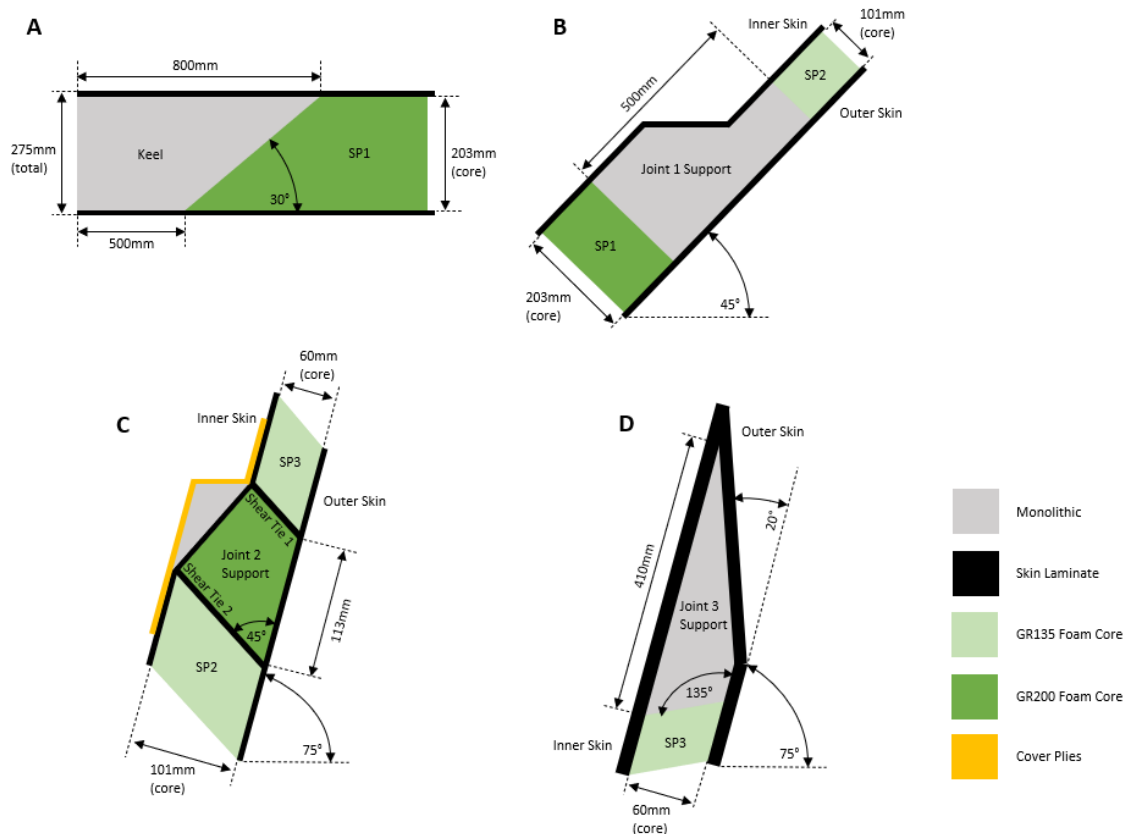 A
800mm
275mm
(total)
Keel
SP1
203mm
(core)
30°
500mm
B
Inner Skin
101mm
(core)
SP2
500mm
Outer Skin
Joint 1 Support
SP1
203mm
(core)
45°
C
60mm
(core)
Inner Skin
SP3
Outer Skin
Shear Tie 1
Joint 2
Support
Shear Tie 2
45°
113mm
SP2
75°
101mm
(core)
D
Outer Skin
20°
410mm
Joint 3
Support
135°
Inner Skin
SP3
75°
60mm
(core)
Monolithic
Skin Laminate
GR135 Foam Core
GR200 Foam Core
Cover Plies